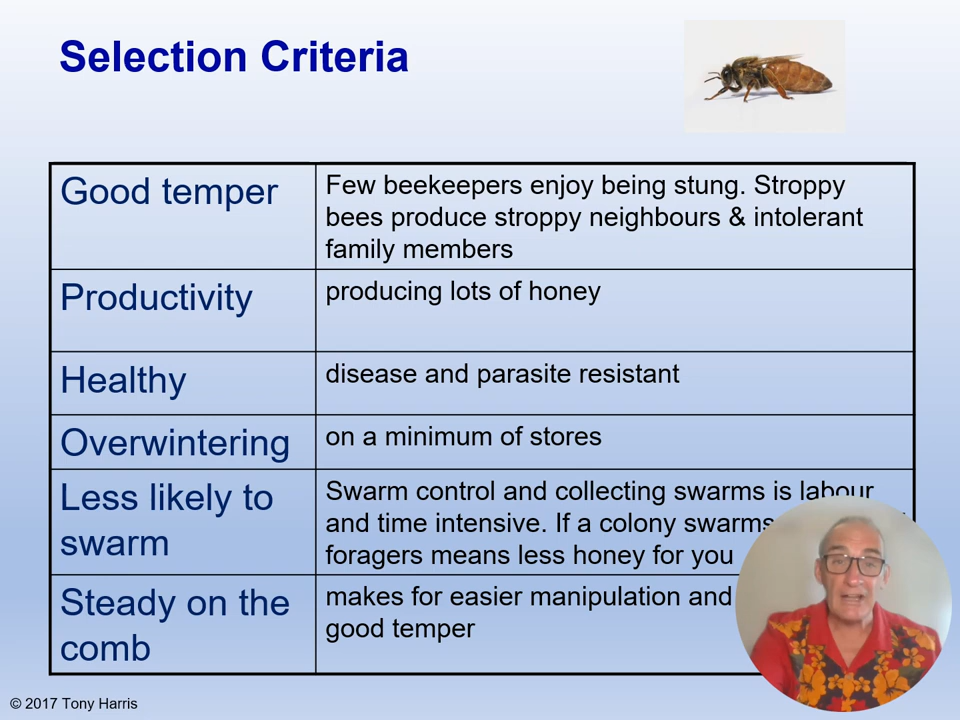 Selection Criteria
Good temper
Few beekeepers enjoy being stung. Stroppy
bees produce stroppy neighbours & intolerant
family members
Productivity
producing lots of honey
Healthy
disease and parasite resistant
Overwintering
on a minimum of stores
Less likely to
swarm
Swarm control and collecting swarms is labour
and time intensive. If a colony swarms
foragers means less honey for you
Steady on the
comb
makes for easier manipulation and
good temper
© 2017 Tony Harris